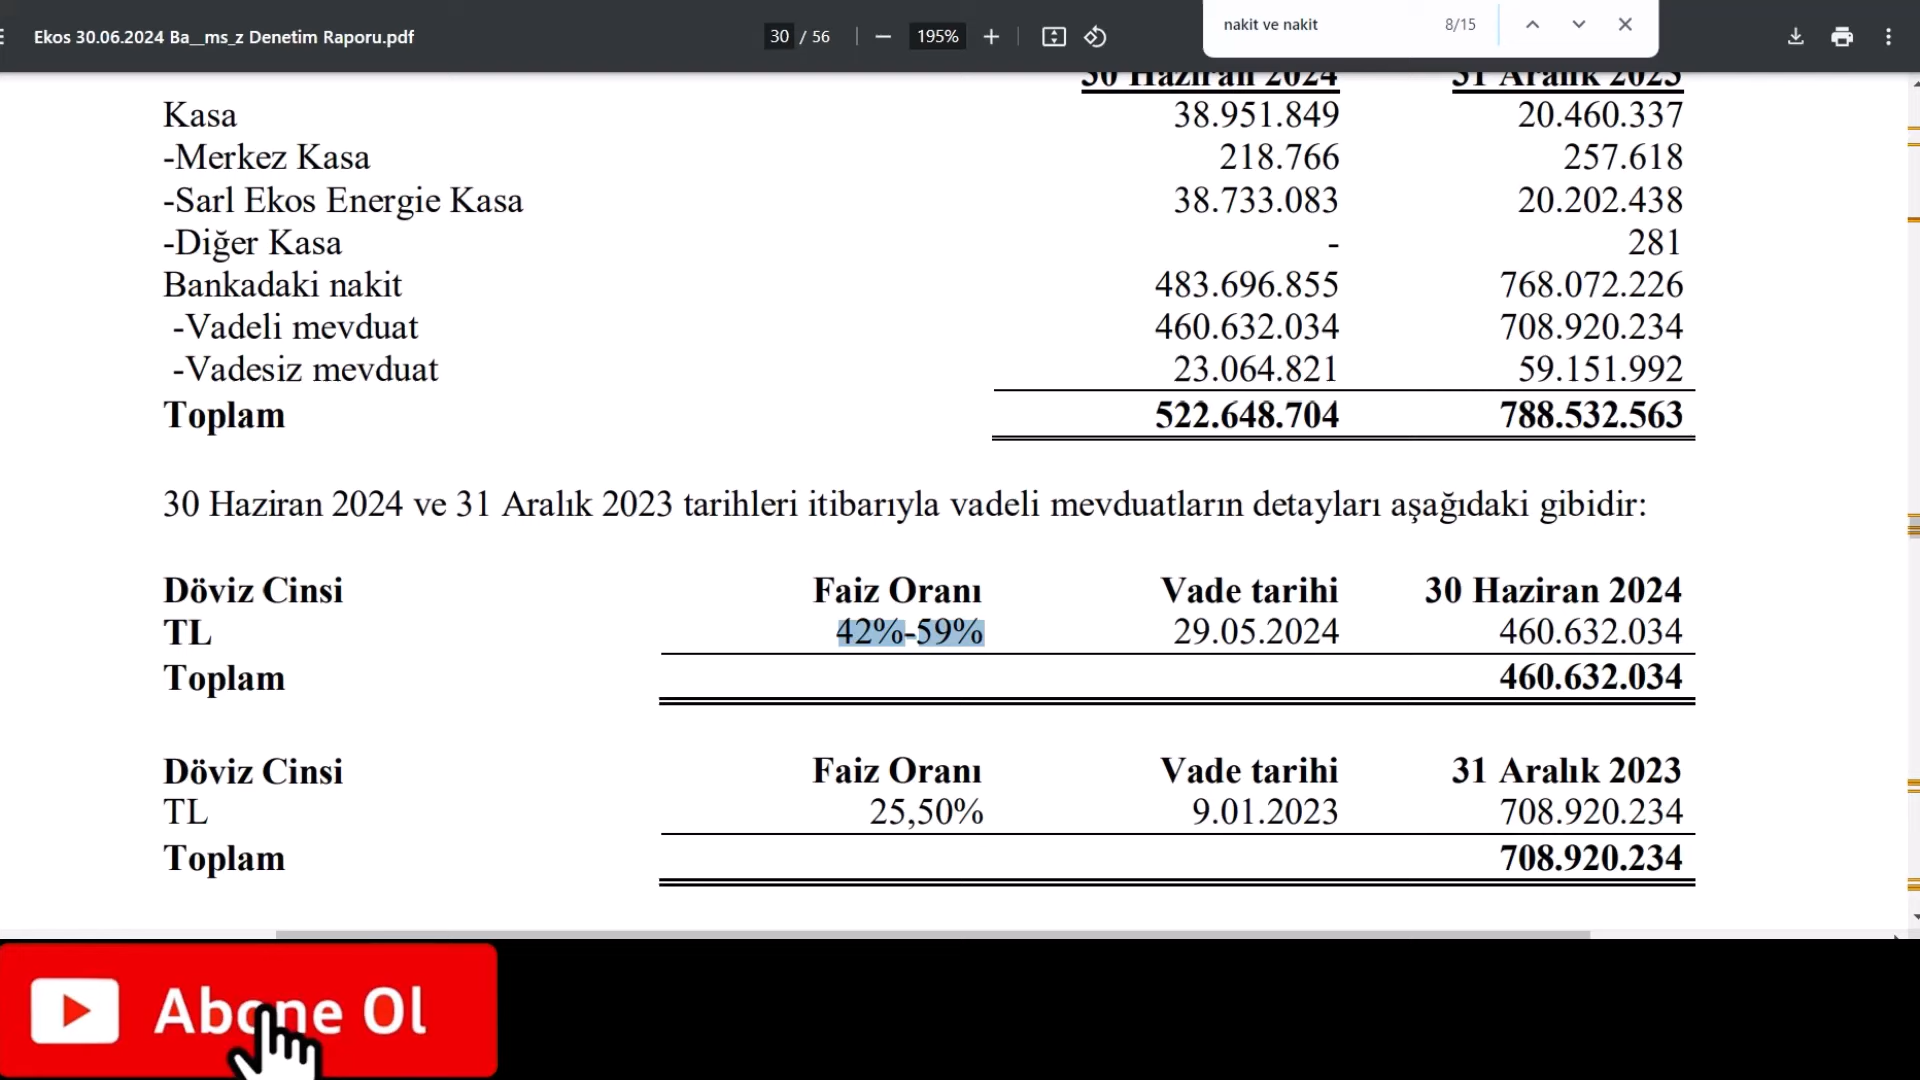 Ekos 30.06.2024 Ba__ms_z Denetim Raporu.pdf 30 / 56 195% nakit ve nakit 8/15
30 Haziran 2024 31 Aralık 2023
Kasa 38.951.849 20.460.337
-Merkez Kasa 218.766 257.618
-Sarl Ekos Energie Kasa 38.733.083 20.202.438
-Diğer Kasa - 281
Bankadaki nakit 483.696.855 768.072.226
-Vadeli mevduat 460.632.034 708.920.234
-Vadesiz mevduat 23.064.821 59.151.992
Toplam 522.648.704 788.532.563
30 Haziran 2024 ve 31 Aralık 2023 tarihleri itibarıyla vadeli mevduatların detayları aşağıdaki gibidir:
Döviz Cinsi Faiz Oranı Vade tarihi 30 Haziran 2024
TL 42%-59% 29.05.2024 460.632.034
Toplam 460.632.034
Döviz Cinsi Faiz Oranı Vade tarihi 31 Aralık 2023
TL 25,50% 9.01.2023 708.920.234
Toplam 708.920.234
Abone Ol